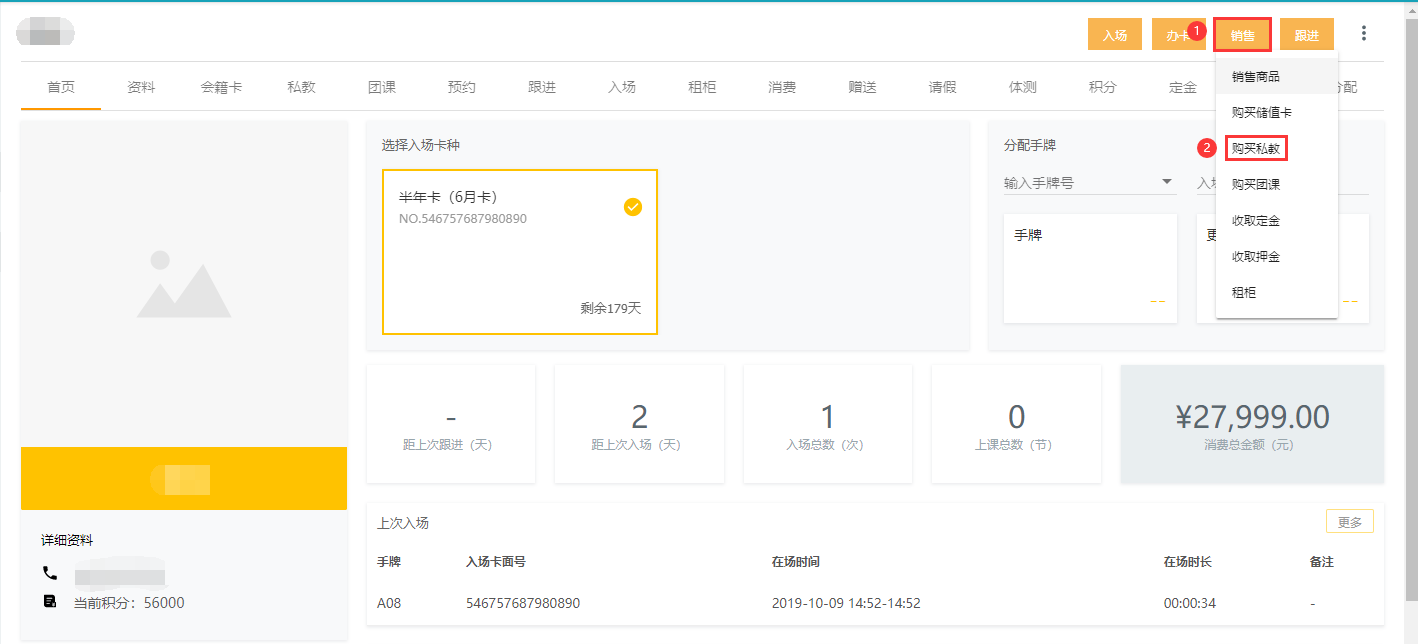 入场 办卡 1 销售 跟进
首页 资料 会籍卡 私教 团课 预约 跟进 入场 租柜 消费 赠送 请假 体测 积分 定金 配
销售商品
购买储值卡
2 购买私教
购买团课
收取定金
收取押金
租柜
选择入场卡种
半年卡（6月卡）
NO.546757687980890
剩余179天
分配手牌
输入手牌号 入场
手牌
--
更
--
-
距上次跟进（天）
2
距上次入场（天）
1
入场总数（次）
0
上课总数（节）
¥27,999.00
消费总金额（元）
详细资料
当前积分：56000
上次入场 更多
手牌 入场卡面号 在场时间 在场时长 备注
A08 546757687980890 2019-10-09 14:52-14:52 00:00:34 -